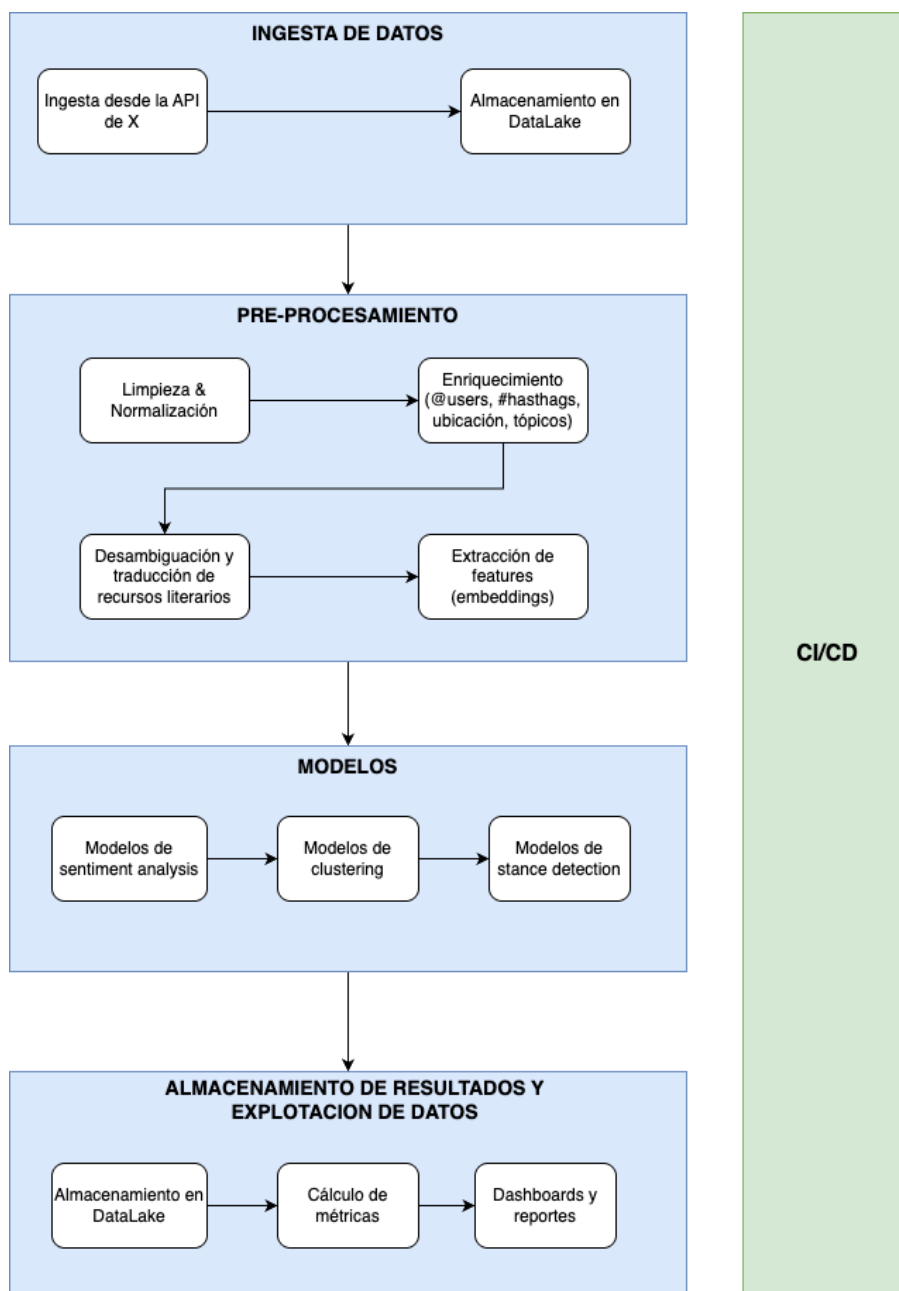 INGESTA DE DATOS
Ingesta desde la API
de X
Almacenamiento en
DataLake
PRE-PROCESAMIENTO
Limpieza &
Normalización
Enriquecimiento
(@users, #hasthags,
ubicación, tópicos)
Desambiguación y
traducción de
recursos literarios
Extracción de
features
(embeddings)
MODELOS
Modelos de
sentiment analysis
Modelos de
clustering
Modelos de
stance detection
ALMACENAMIENTO DE RESULTADOS Y
EXPLOTACION DE DATOS
Almacenamiento en
DataLake
Cálculo de
métricas
Dashboards y
reportes
CI/CD